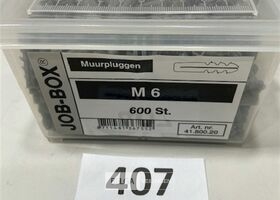 JOB-BOX®
Muurpluggen
M 6
600 St.
Art. nr.
41.800.20
407